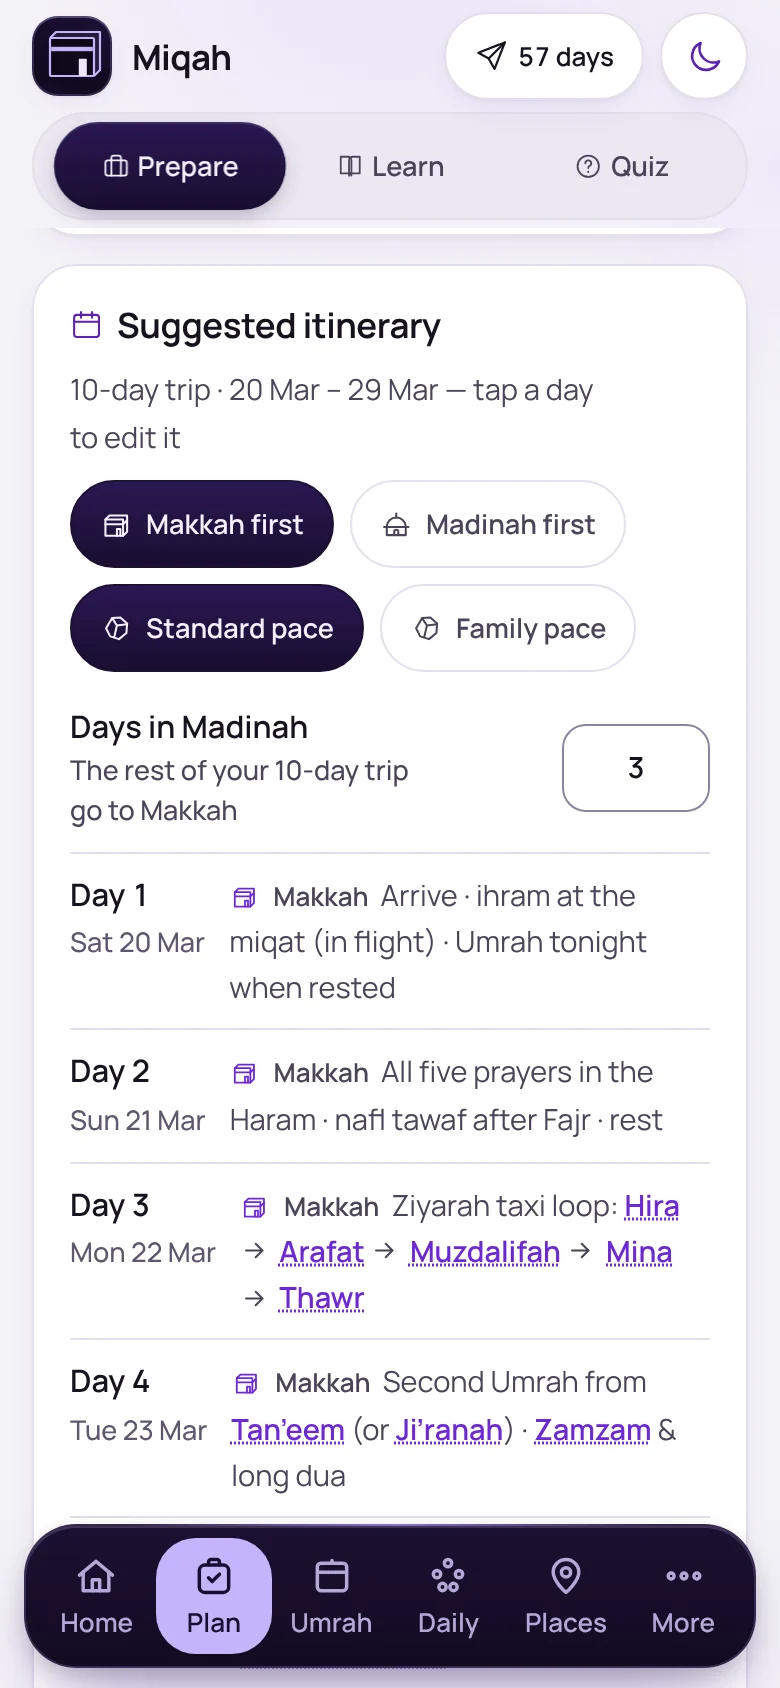 Miqah
57 days
Prepare
Learn
Quiz
Suggested itinerary
10-day trip · 20 Mar – 29 Mar — tap a day
to edit it
Makkah first
Madinah first
Standard pace
Family pace
Days in Madinah
The rest of your 10-day trip
go to Makkah
3
Day 1
Sat 20 Mar
Makkah Arrive · ihram at the
miqat (in flight) · Umrah tonight
when rested
Day 2
Sun 21 Mar
Makkah All five prayers in the
Haram · nafl tawaf after Fajr · rest
Day 3
Mon 22 Mar
Makkah Ziyarah taxi loop: Hira
→ Arafat → Muzdalifah → Mina
→ Thawr
Day 4
Tue 23 Mar
Makkah Second Umrah from
Tan’eem (or Ji’ranah) · Zamzam &
long dua
Home
Plan
Umrah
Daily
Places
More